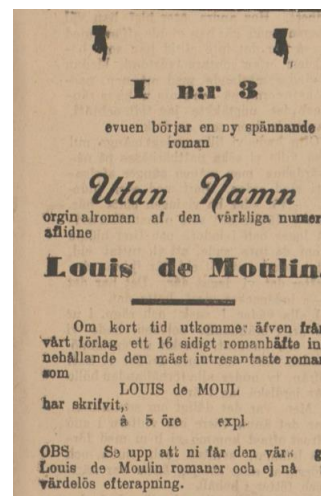 I n:r 3
evuen börjar en ny spännande
roman
Utan Namn
orginalroman af den värkliga numer
aflidne
Louis de Moulin.
Om kort tid utkommer äfven från
vårt förlag ett 16 sidigt romanhäfte in
nehållande den mäst intresantaste roman
som
LOUIS de MOUL
har skrifvit,
à 5 öre expl.
OBS Se upp att ni får den värk g
Louis de Moulin romaner och ej nå
värdelös efterapning.